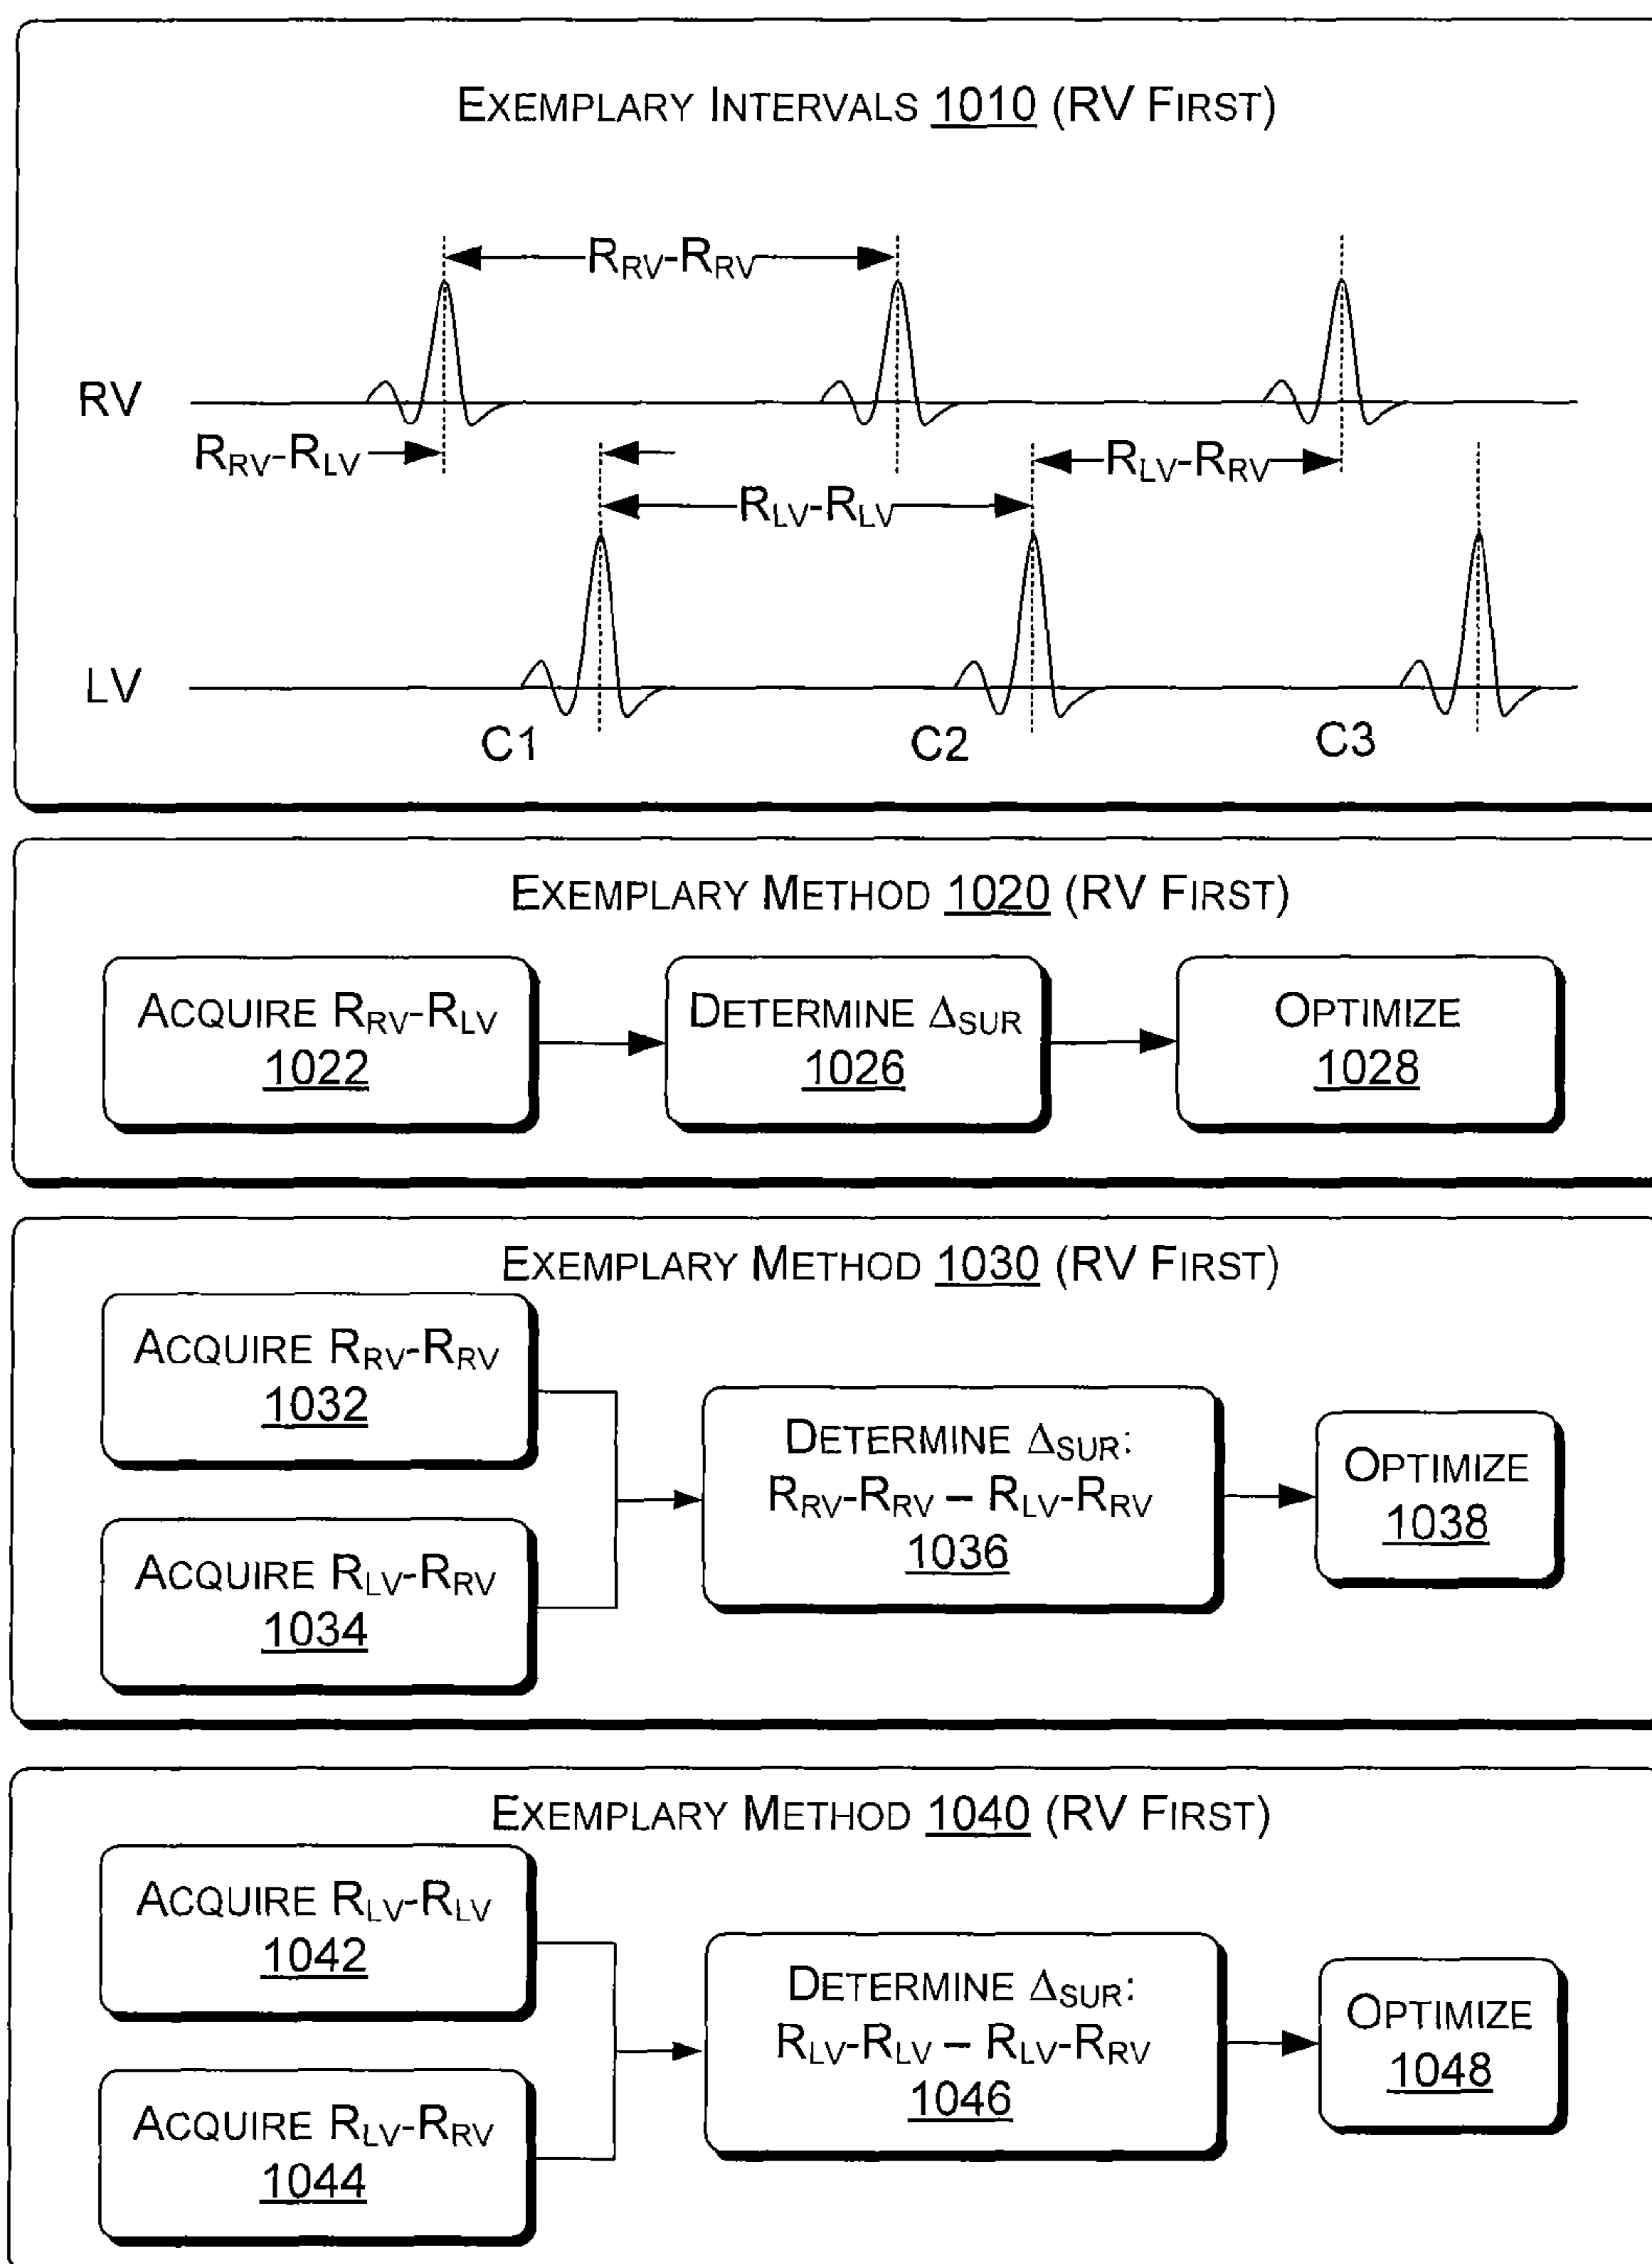 EXEMPLARY INTERVALS 1010 (RV FIRST)
RRV-RRV
RV
RRV-RLV
RLV-RRV
RLV-RLV
LV
C1
C2
C3
EXEMPLARY METHOD 1020 (RV FIRST)
ACQUIRE RRV-RLV
1022
DETERMINE ΔSUR
1026
OPTIMIZE
1028
EXEMPLARY METHOD 1030 (RV FIRST)
ACQUIRE RRV-RRV
1032
ACQUIRE RLV-RRV
1034
DETERMINE ΔSUR:
RRV-RRV – RLV-RRV
1036
OPTIMIZE
1038
EXEMPLARY METHOD 1040 (RV FIRST)
ACQUIRE RLV-RLV
1042
ACQUIRE RLV-RRV
1044
DETERMINE ΔSUR:
RLV-RLV – RLV-RRV
1046
OPTIMIZE
1048